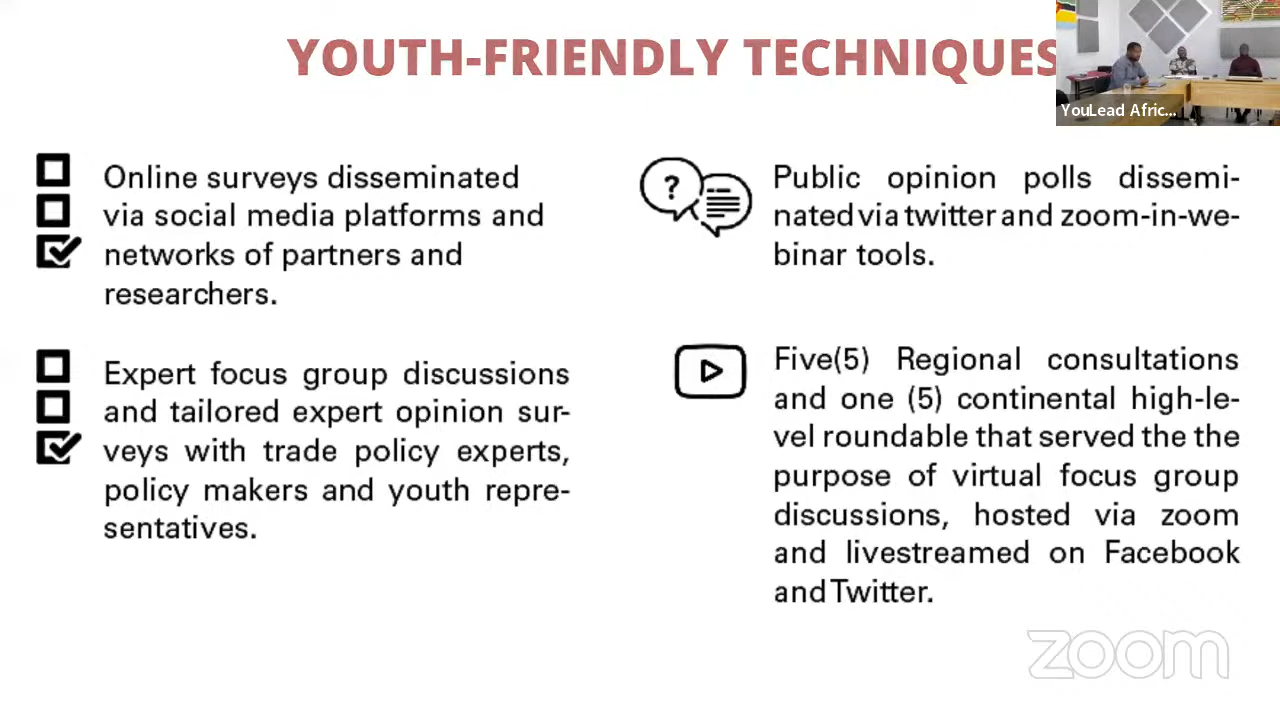 YOUTH-FRIENDLY TECHNIQUES
YouLead Afric...
Online surveys disseminated
via social media platforms and
networks of partners and
researchers.
Expert focus group discussions
and tailored expert opinion sur-
veys with trade policy experts,
policy makers and youth repre-
sentatives.
?
Public opinion polls dissemi-
nated via twitter and zoom-in-we-
binar tools.
Five(5) Regional consultations
and one (5) continental high-le-
vel roundable that served the the
purpose of virtual focus group
discussions, hosted via zoom
and livestreamed on Facebook
and Twitter.
zoom